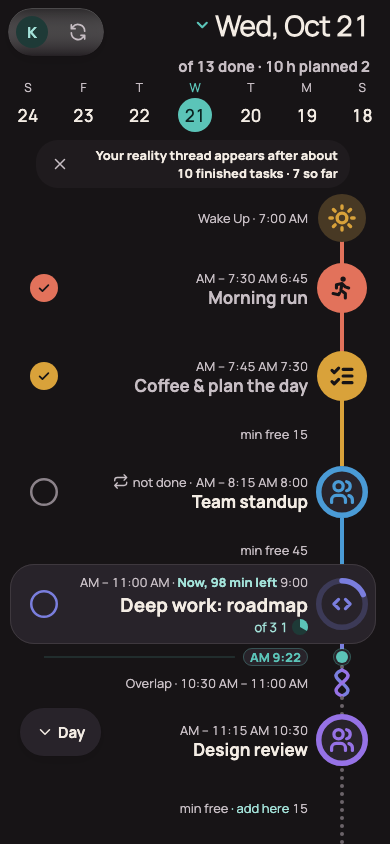 K
Wed, Oct 21
of 13 done · 10 h planned 2
S F T W T M S
24 23 22 21 20 19 18
Your reality thread appears after about
10 finished tasks · 7 so far
Wake Up · 7:00 AM
AM – 7:30 AM 6:45
Morning run
AM – 7:45 AM 7:30
Coffee & plan the day
min free 15
not done · AM – 8:15 AM 8:00
Team standup
min free 45
AM – 11:00 AM · Now, 98 min left 9:00
Deep work: roadmap
of 3 1
AM 9:22
Overlap · 10:30 AM – 11:00 AM
AM – 11:15 AM 10:30
Design review
Day
min free · add here 15